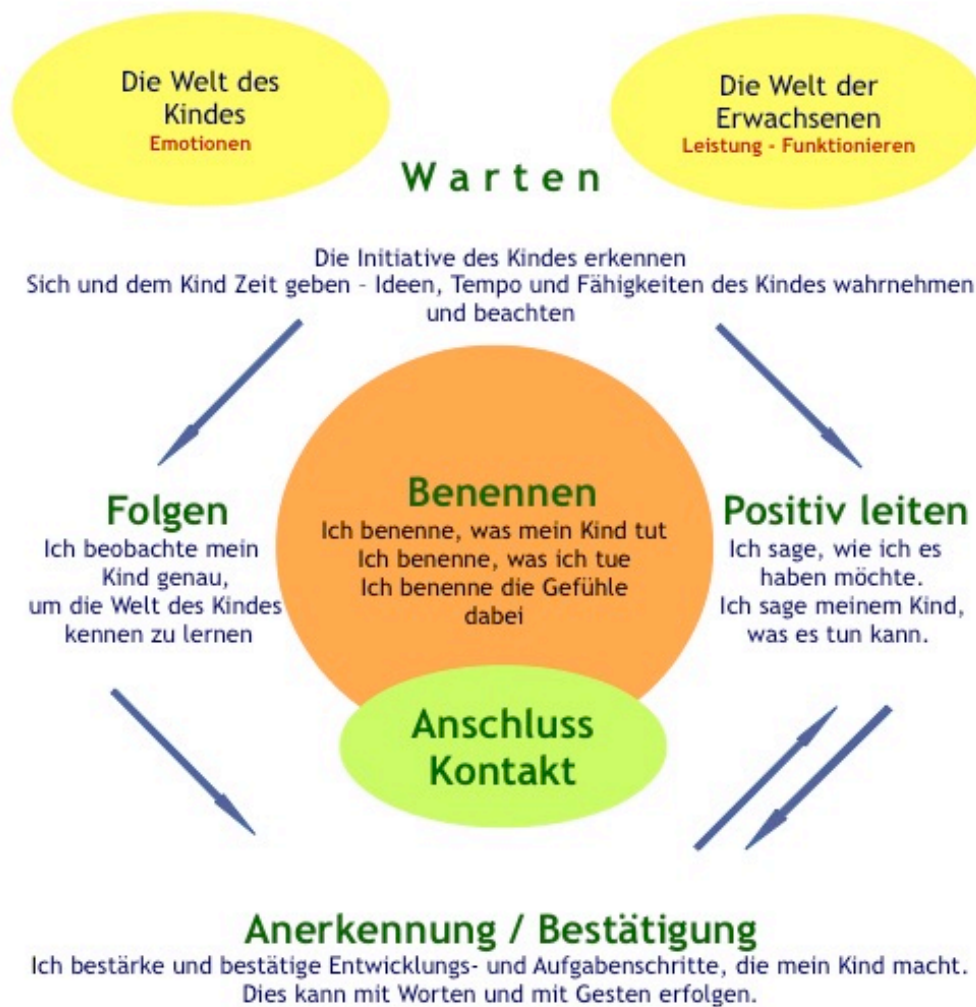 Die Welt des
Kindes
Emotionen
Die Welt der
Erwachsenen
Leistung - Funktionieren
Warten
Die Initiative des Kindes erkennen
Sich und dem Kind Zeit geben – Ideen, Tempo und Fähigkeiten des Kindes wahrnehmen
und beachten
Folgen
Ich beobachte mein
Kind genau,
um die Welt des Kindes
kennen zu lernen
Benennen
Ich benenne, was mein Kind tut
Ich benenne, was ich tue
Ich benenne die Gefühle
dabei
Positiv leiten
Ich sage, wie ich es
haben möchte.
Ich sage meinem Kind,
was es tun kann.
Anschluss
Kontakt
Anerkennung / Bestätigung
Ich bestärke und bestätige Entwicklungs- und Aufgabenschritte, die mein Kind macht.
Dies kann mit Worten und mit Gesten erfolgen.